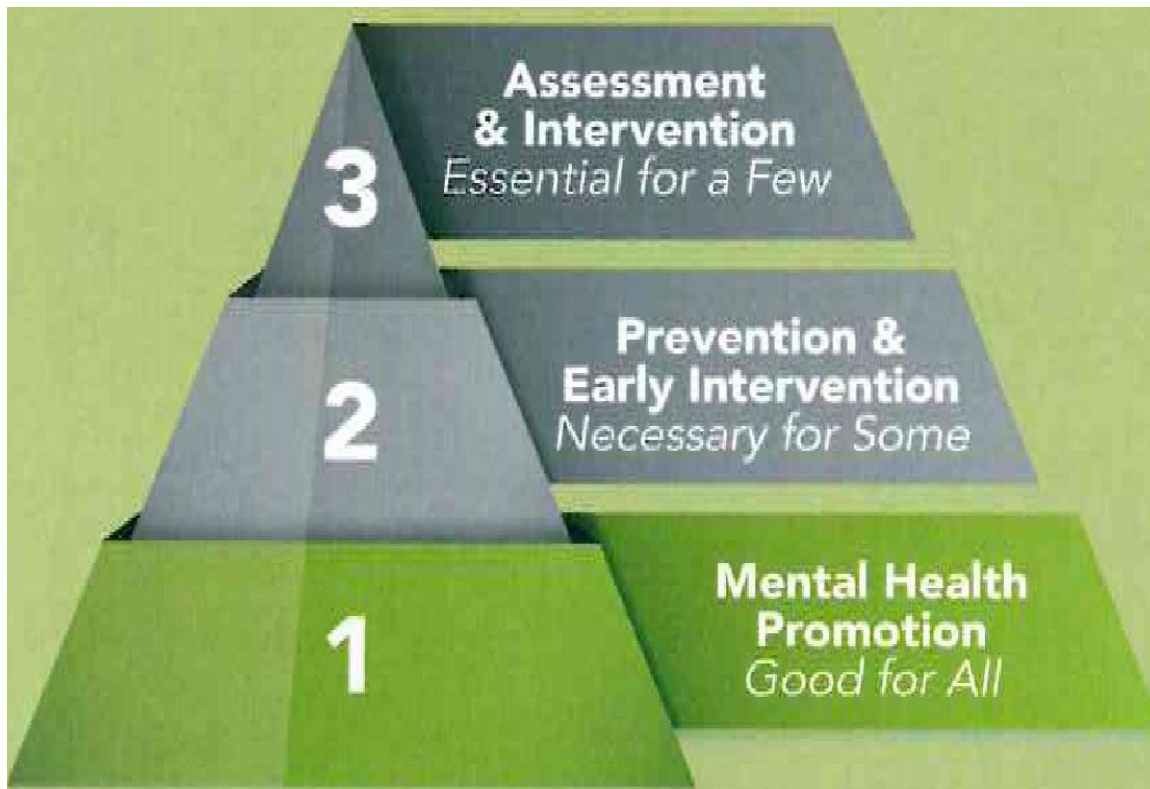 3
Assessment
& Intervention
Essential for a Few
2
Prevention &
Early Intervention
Necessary for Some
1
Mental Health
Promotion
Good for All